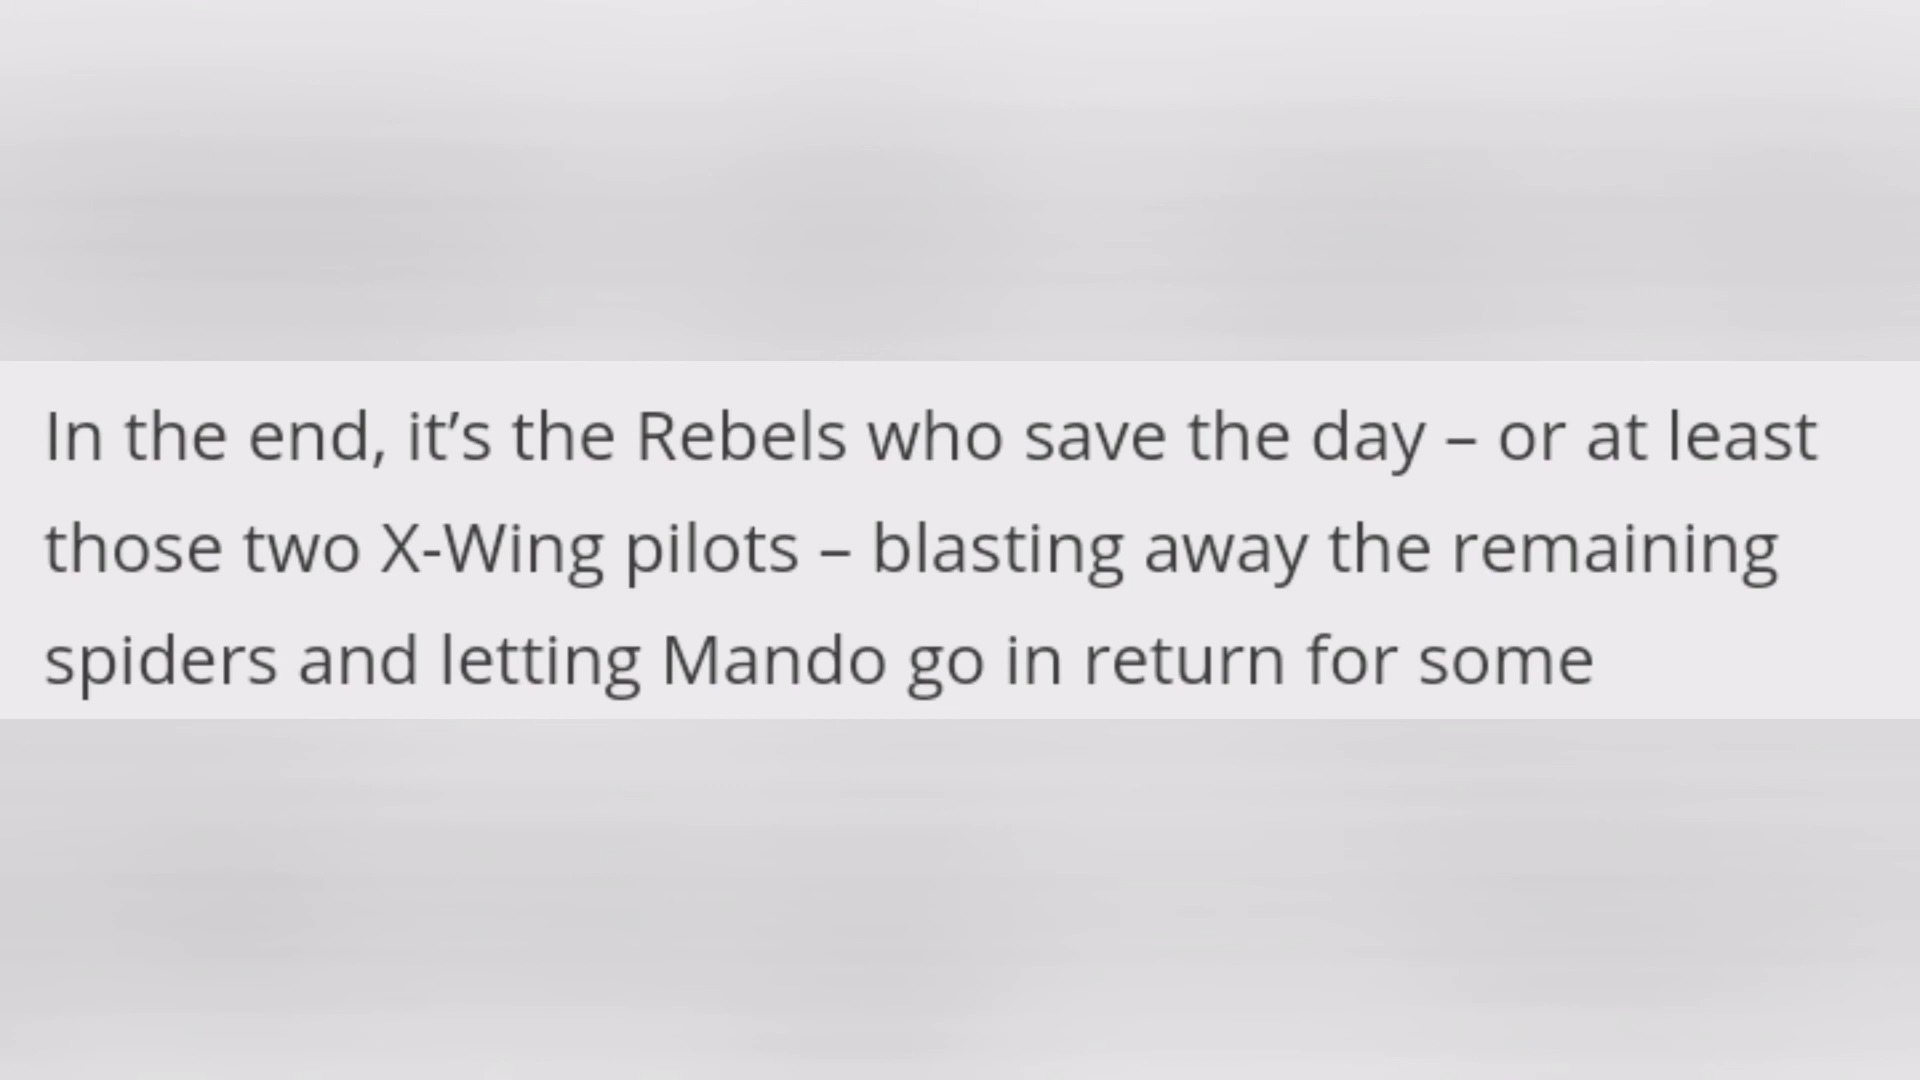 In the end, it’s the Rebels who save the day – or at least
those two X-Wing pilots – blasting away the remaining
spiders and letting Mando go in return for some